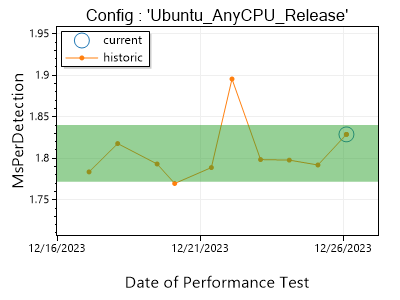 Config : 'Ubuntu_AnyCPU_Release'
current
historic
MsPerDetection
1.95
1.9
1.85
1.8
1.75
12/16/2023
12/21/2023
12/26/2023
Date of Performance Test